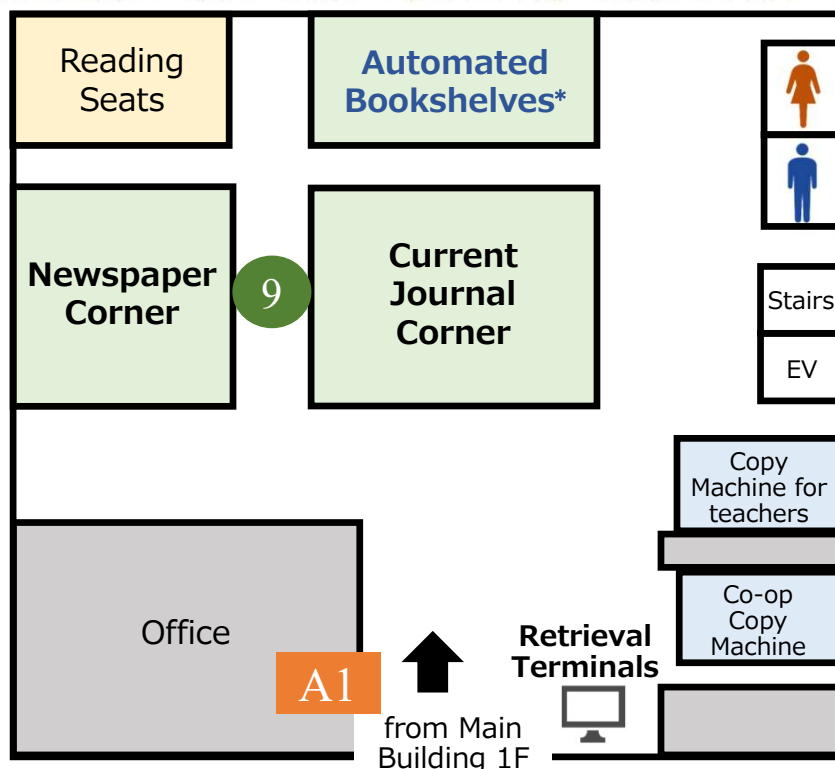 Reading
Seats
Automated
Bookshelves*
Newspaper
Corner
9
Current
Journal
Corner
Stairs
EV
Copy
Machine for
teachers
Office
A1
from Main
Building 1F
Retrieval
Terminals
Co-op
Copy
Machine